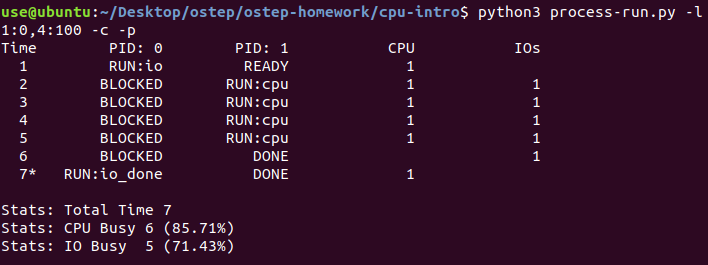 use@ubuntu:~/Desktop/ostep/ostep-homework/cpu-intro$ python3 process-run.py -l
1:0,4:100 -c -p
Time        PID: 0        PID: 1           CPU           IOs
  1         RUN:io         READY             1
  2        BLOCKED       RUN:cpu             1             1
  3        BLOCKED       RUN:cpu             1             1
  4        BLOCKED       RUN:cpu             1             1
  5        BLOCKED       RUN:cpu             1             1
  6        BLOCKED          DONE                           1
  7*   RUN:io_done          DONE             1
Stats: Total Time 7
Stats: CPU Busy 6 (85.71%)
Stats: IO Busy  5 (71.43%)